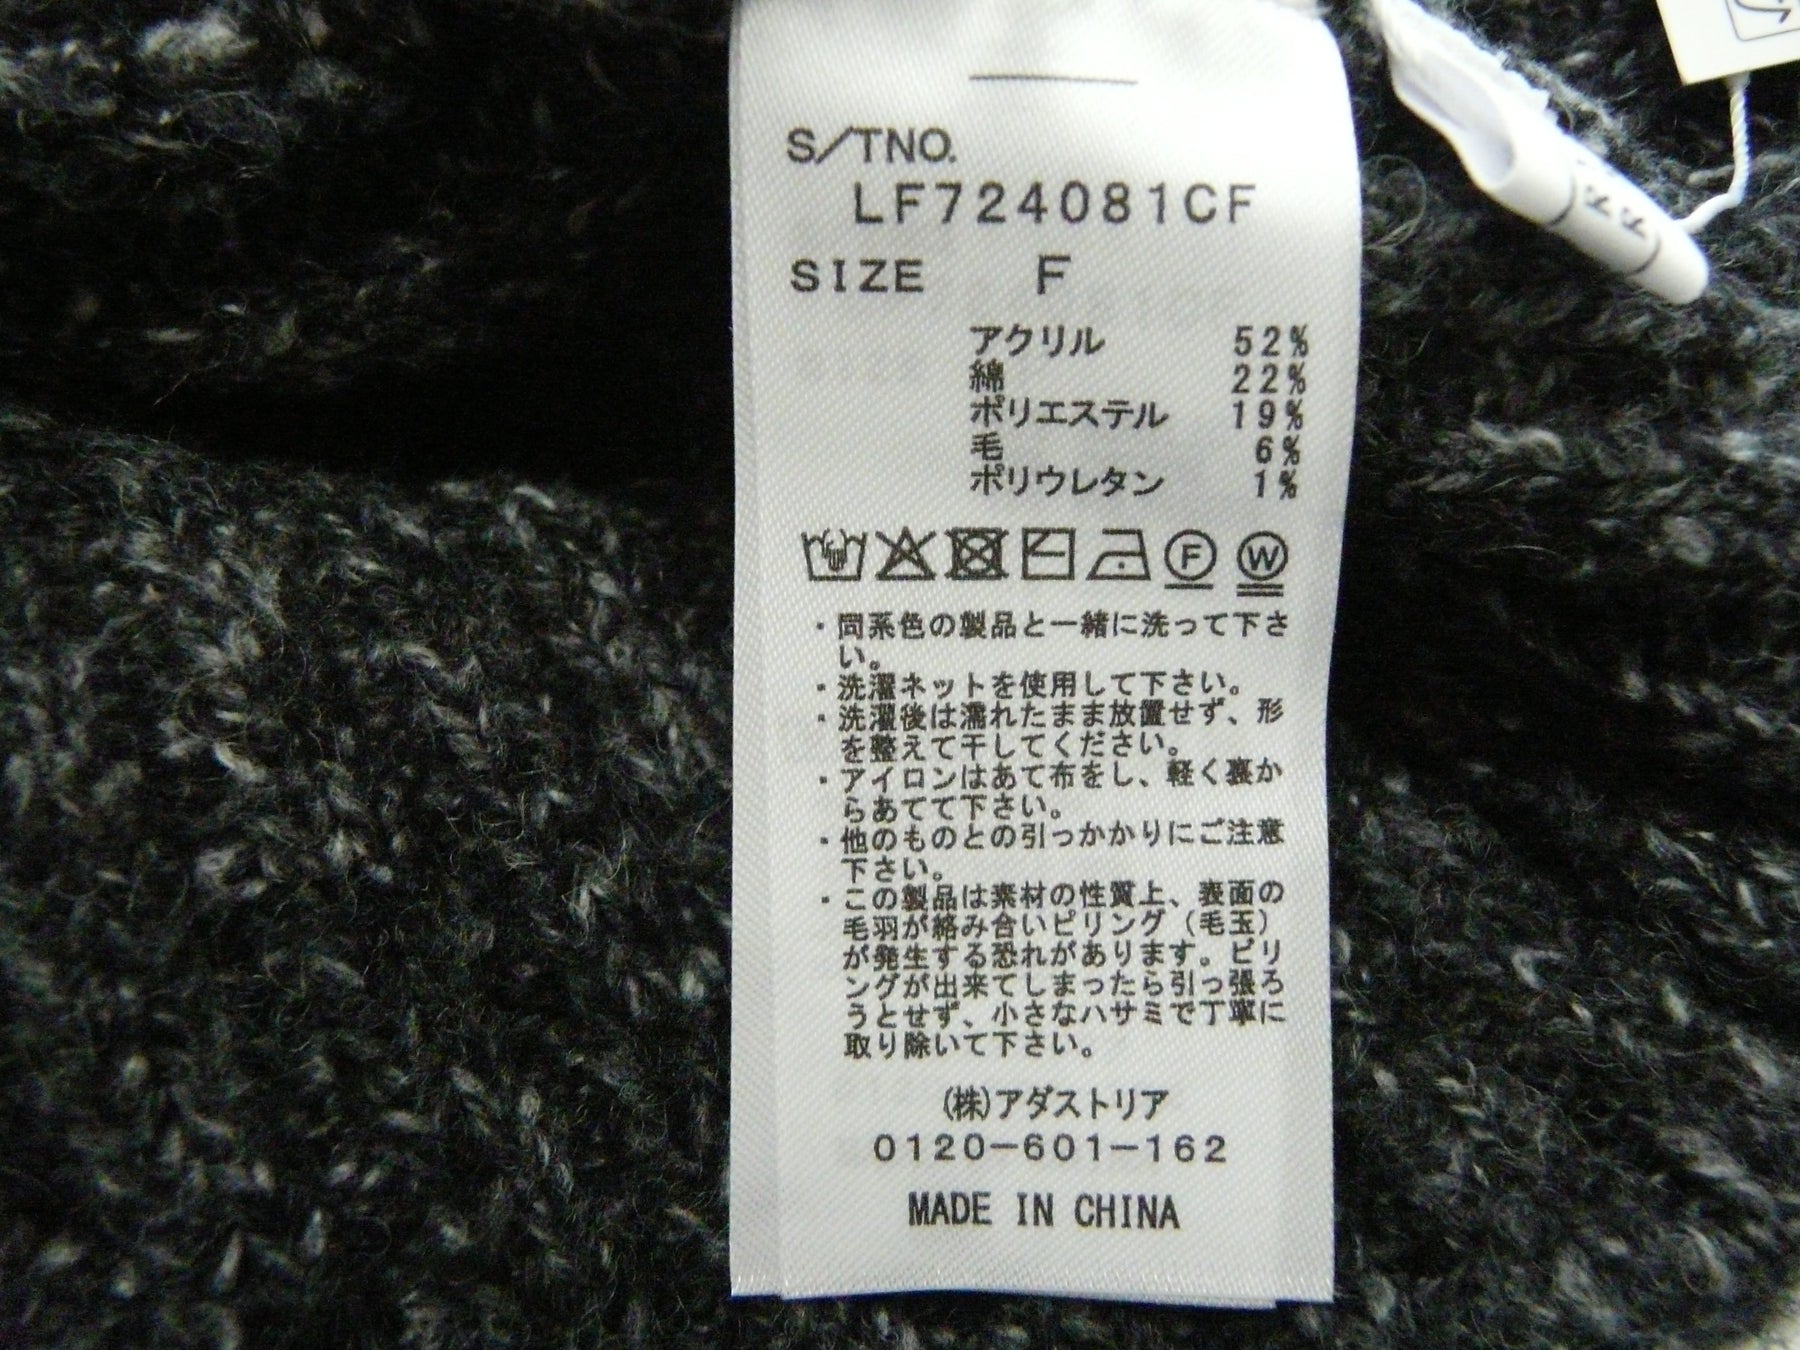 S/TNO.
LF724081CF
SIZE F
アクリル 52%
綿 22%
ポリエステル 19%
毛 6%
ポリウレタン 1%
F W
・同系色の製品と一緒に洗って下さ
い。
・洗濯ネットを使用して下さい。
・洗濯後は濡れたまま放置せず、形
を整えて干してください。
・アイロンはあて布をし、軽く裏か
らあてて下さい。
・他のものとの引っかかりにご注意
下さい。
・この製品は素材の性質上、表面の
毛羽が絡み合いピリング（毛玉）
が発生する恐れがあります。ピリ
ングが出来てしまったら引っ張ろ
うとせず、小さなハサミで丁寧に
取り除いて下さい。
(株)アダストリア
0120-601-162
MADE IN CHINA